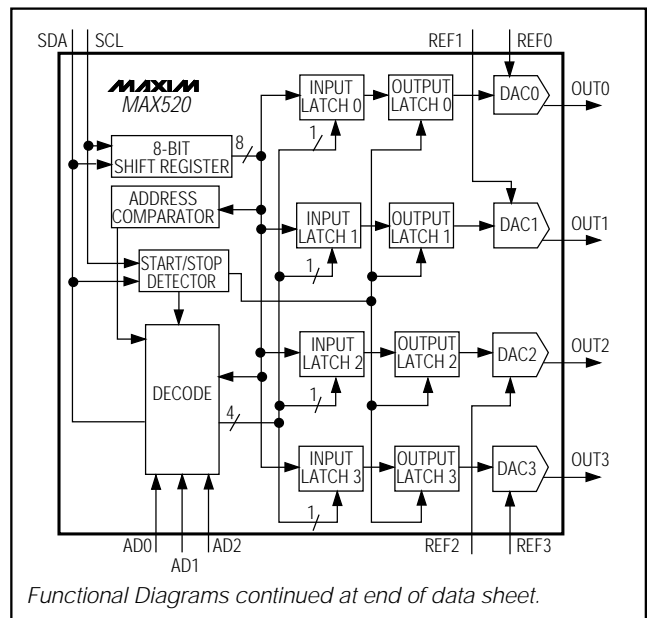 SDA SCL REF1 REF0
MAXIM
MAX520
8-BIT
SHIFT REGISTER
8
ADDRESS
COMPARATOR
START/STOP
DETECTOR
DECODE
4
INPUT
LATCH 0
OUTPUT
LATCH 0
DAC0
OUT0
1
INPUT
LATCH 1
OUTPUT
LATCH 1
DAC1
OUT1
1
INPUT
LATCH 2
OUTPUT
LATCH 2
DAC2
OUT2
1
INPUT
LATCH 3
OUTPUT
LATCH 3
DAC3
OUT3
1
AD0
AD1
AD2
REF2 REF3
Functional Diagrams continued at end of data sheet.